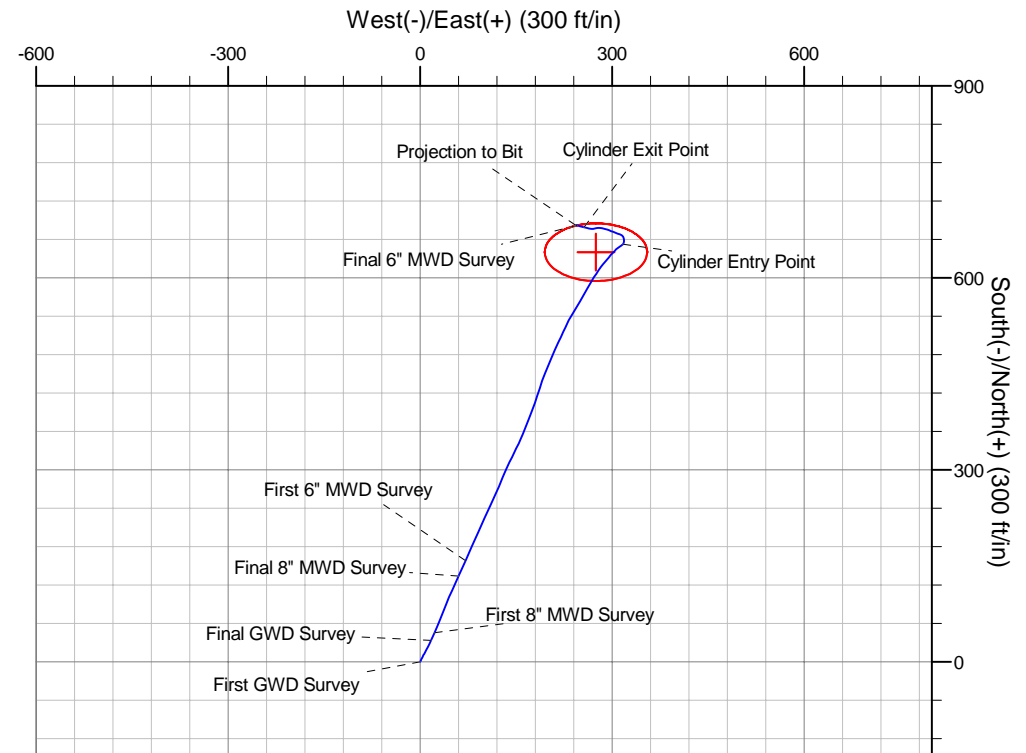 West(-)/East(+) (300 ft/in)
-600 -300 0 300 600
900
Projection to Bit
Cylinder Exit Point
Final 6" MWD Survey
Cylinder Entry Point
600
South(-)/North(+) (300 ft/in)
300
First 6" MWD Survey
Final 8" MWD Survey
First 8" MWD Survey
Final GWD Survey
0
First GWD Survey